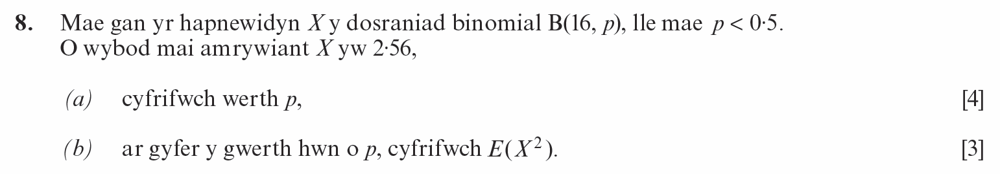 8. Mae gan yr hapnewidyn X y dosraniad binomial B(16, p), lle mae p < 0·5.
O wybod mai amrywiant X yw 2·56,
(a) cyfrifwch werth p, [4]
(b) ar gyfer y gwerth hwn o p, cyfrifwch E(X²). [3]